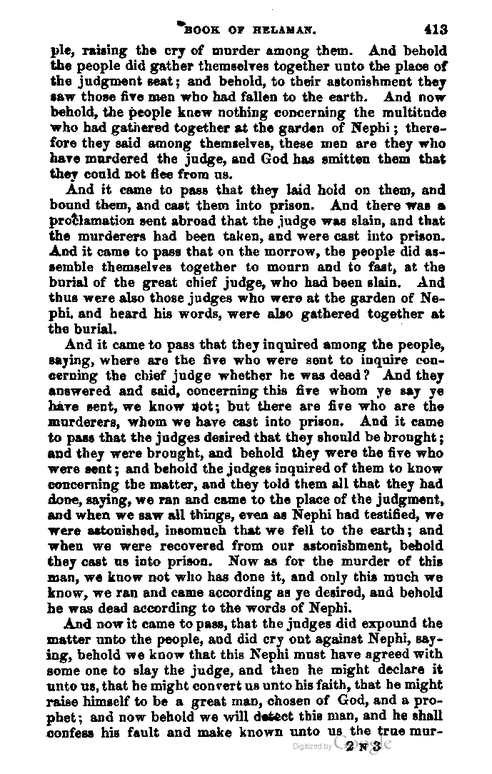 BOOK OF HELAMAN. 413
ple, raising the cry of murder among them. And behold
the people did gather themselves together unto the place of
the judgment seat; and behold, to their astonishment they
saw those five men who had fallen to the earth. And now
behold, the people knew nothing concerning the multitude
who had gathered together at the garden of Nephi; there-
fore they said among themselves, these men are they who
have murdered the judge, and God has smitten them that
they could not flee from us.
And it came to pass that they laid hold on them, and
bound them, and cast them into prison. And there was a
proclamation sent abroad that the judge was slain, and that
the murderers had been taken, and were cast into prison.
And it came to pass that on the morrow, the people did as-
semble themselves together to mourn and to fast, at the
burial of the great chief judge, who had been slain. And
thus were also those judges who were at the garden of Ne-
phi, and heard his words, were also gathered together at
the burial.
And it came to pass that they inquired among the people,
saying, where are the five who were sent to inquire con-
cerning the chief judge whether he was dead? And they
answered and said, concerning this five whom ye say ye
have sent, we know not; but there are five who are the
murderers, whom we have cast into prison. And it came
to pass that the judges desired that they should be brought;
and they were brought, and behold they were the five who
were sent; and behold the judges inquired of them to know
concerning the matter, and they told them all that they had
done, saying, we ran and came to the place of the judgment,
and when we saw all things, even as Nephi had testified, we
were astonished, insomuch that we fell to the earth; and
when we were recovered from our astonishment, behold
they cast us into prison. Now as for the murder of this
man, we know not who has done it, and only this much we
know, we ran and came according as ye desired, and behold
he was dead according to the words of Nephi.
And now it came to pass, that the judges did expound the
matter unto the people, and did cry out against Nephi, say-
ing, behold we know that this Nephi must have agreed with
some one to slay the judge, and then he might declare it
unto us, that he might convert us unto his faith, that he might
raise himself to be a great man, chosen of God, and a pro-
phet; and now behold we will detect this man, and he shall
confess his fault and make known unto us the true mur-
Digitized by Google
2 N 3